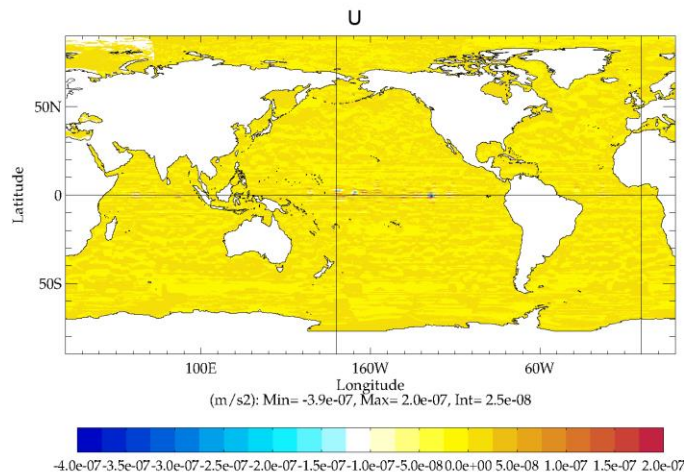 U
50N
0
50S
Latitude
100E 160W 60W
Longitude
(m/s2): Min= -3.9e-07, Max= 2.0e-07, Int= 2.5e-08
-4.0e-07-3.5e-07-3.0e-07-2.5e-07-2.0e-07-1.5e-07-1.0e-07-5.0e-08 0.0e+00 5.0e-08 1.0e-07 1.5e-07 2.0e-07